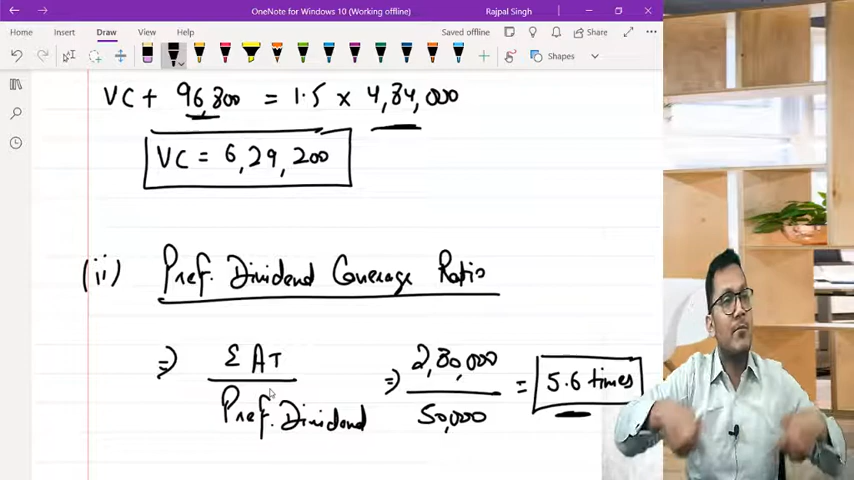 OneNote for Windows 10 (Working offline)
Rajpal Singh
Home Insert Draw View Help
Saved offline
Share
Shapes
VC + 96,800 = 1.5 x 4,84,000
VC = 6,29,200
(ii) Pref. Dividend Coverage Ratio
⇒ EAT ⇒ 2,80,000 = 5.6 times
Pref. Dividend 50,000